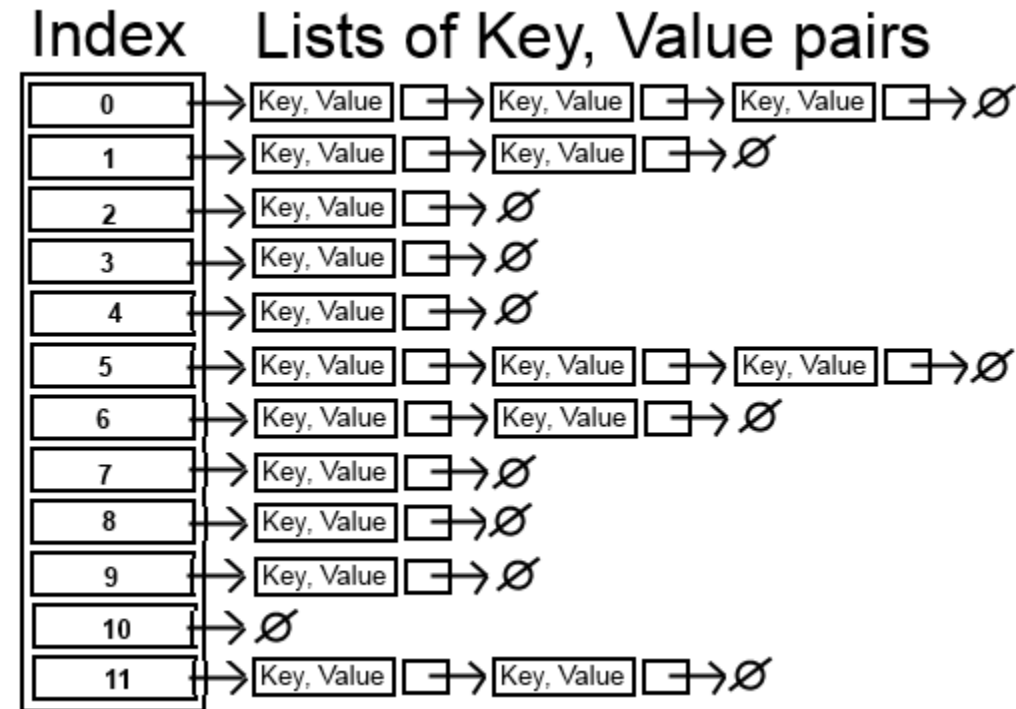 Index Lists of Key, Value pairs
0 Key, Value Key, Value Key, Value ∅
1 Key, Value Key, Value ∅
2 Key, Value ∅
3 Key, Value ∅
4 Key, Value ∅
5 Key, Value Key, Value Key, Value ∅
6 Key, Value Key, Value ∅
7 Key, Value ∅
8 Key, Value ∅
9 Key, Value ∅
10 ∅
11 Key, Value Key, Value ∅